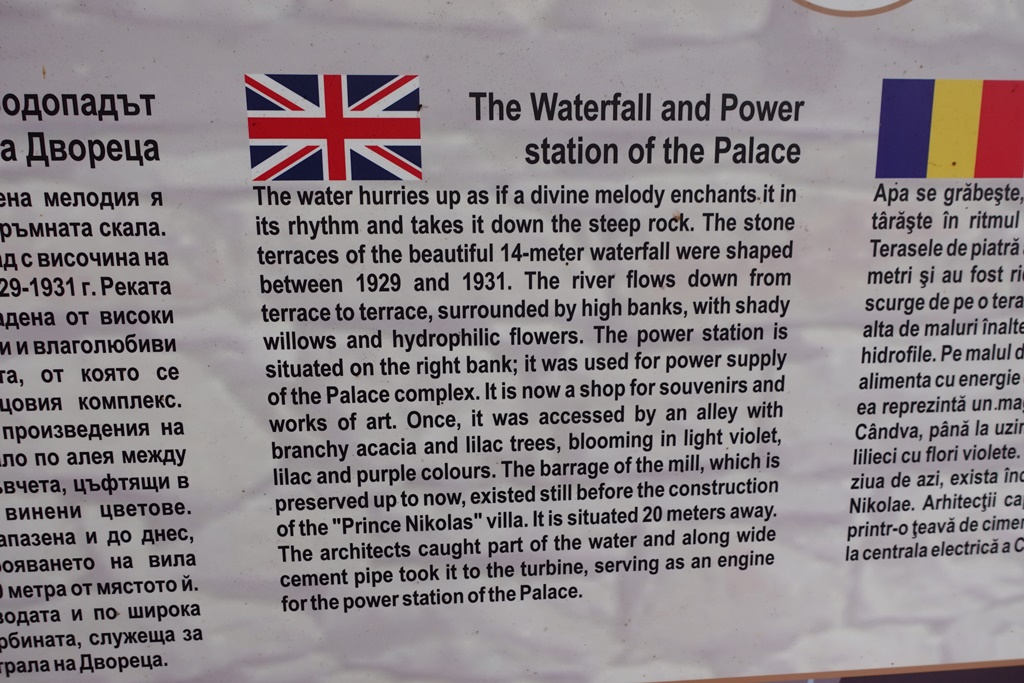 одопадът
а Двореца
ена мелодия я
ръмната скала.
ад с височина на
29-1931 г. Реката
адена от високи
и и влаголюбиви
та, от която се
цовия комплекс.
произведения на
ло по алея между
ъвчета, цъфтящи в
винени цветове.
апазена и до днес,
рояването на вила
0 метра от мястото й.
водата и по широка
рбината, служеща за
трала на Двореца.
The Waterfall and Power
station of the Palace
The water hurries up as if a divine melody enchants it in
its rhythm and takes it down the steep rock. The stone
terraces of the beautiful 14-meter waterfall were shaped
between 1929 and 1931. The river flows down from
terrace to terrace, surrounded by high banks, with shady
willows and hydrophilic flowers. The power station is
situated on the right bank; it was used for power supply
of the Palace complex. It is now a shop for souvenirs and
works of art. Once, it was accessed by an alley with
branchy acacia and lilac trees, blooming in light violet,
lilac and purple colours. The barrage of the mill, which is
preserved up to now, existed still before the construction
of the "Prince Nikolas" villa. It is situated 20 meters away.
The architects caught part of the water and along wide
cement pipe took it to the turbine, serving as an engine
for the power station of the Palace.
Apa se grăbeşte,
târăşte în ritmul
Terasele de piatră
metri şi au fost ri
scurge de pe o tera
alta de maluri înalte
hidrofile. Pe malul d
alimenta cu energie
ea reprezintă un mag
Cândva, până la uzin
lilieci cu flori violete.
ziua de azi, exista înc
Nikolae. Arhitecţii ca
printr-o ţeavă de cimen
la centrala electrică a C